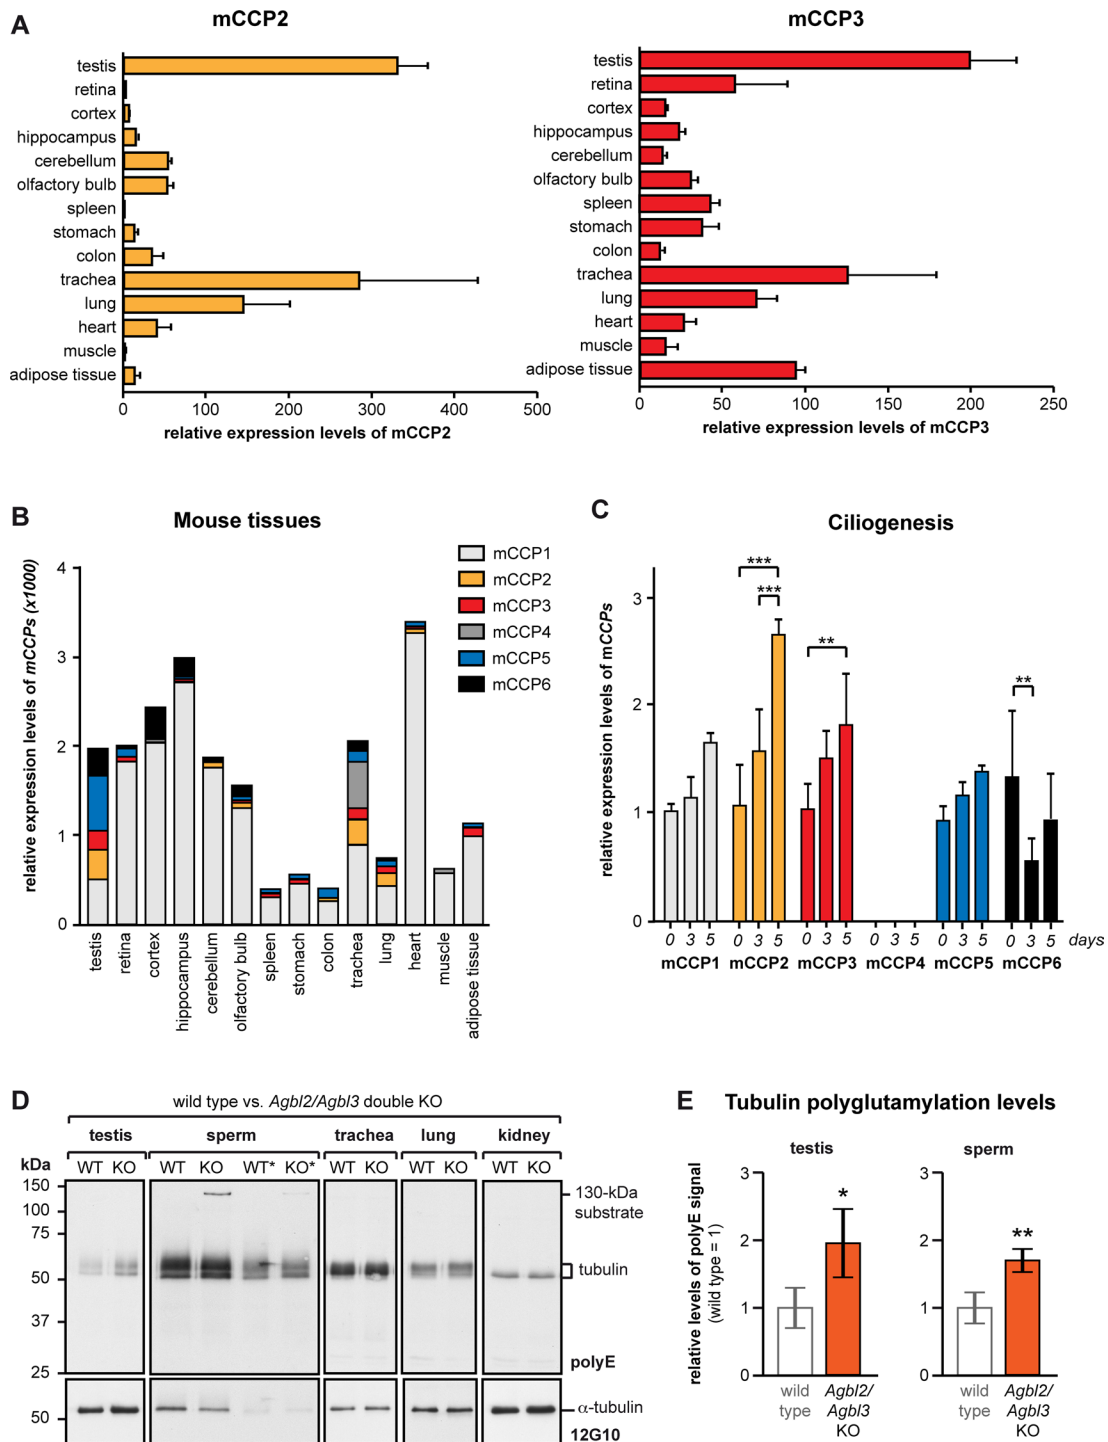 A
mCCP2
testis
retina
cortex
hippocampus
cerebellum
olfactory bulb
spleen
stomach
colon
trachea
lung
heart
muscle
adipose tissue
0 100 200 300 400 500
relative expression levels of mCCP2
mCCP3
testis
retina
cortex
hippocampus
cerebellum
olfactory bulb
spleen
stomach
colon
trachea
lung
heart
muscle
adipose tissue
0 50 100 150 200 250
relative expression levels of mCCP3
B
Mouse tissues
relative expression levels of mCCPs (x1000)
4
3
2
1
0
mCCP1
mCCP2
mCCP3
mCCP4
mCCP5
mCCP6
testis
retina
cortex
hippocampus
cerebellum
olfactory bulb
spleen
stomach
colon
trachea
lung
heart
muscle
adipose tissue
C
Ciliogenesis
relative expression levels of mCCPs
3
2
1
0
***
***
**
**
0 3 5 0 3 5 0 3 5 0 3 5 0 3 5 0 3 5 days
mCCP1 mCCP2 mCCP3 mCCP4 mCCP5 mCCP6
D
wild type vs. Agbl2/Agbl3 double KO
testis sperm trachea lung kidney
kDa WT KO WT KO WT* KO* WT KO WT KO WT KO
150
100
75
50
37
25
50
130-kDa
substrate
tubulin
polyE
α-tubulin
12G10
E
Tubulin polyglutamylation levels
relative levels of polyE signal
(wild type = 1)
testis
3
2
1
0
*
wild
type
Agbl2/
Agbl3
KO
sperm
3
2
1
0
**
wild
type
Agbl2/
Agbl3
KO